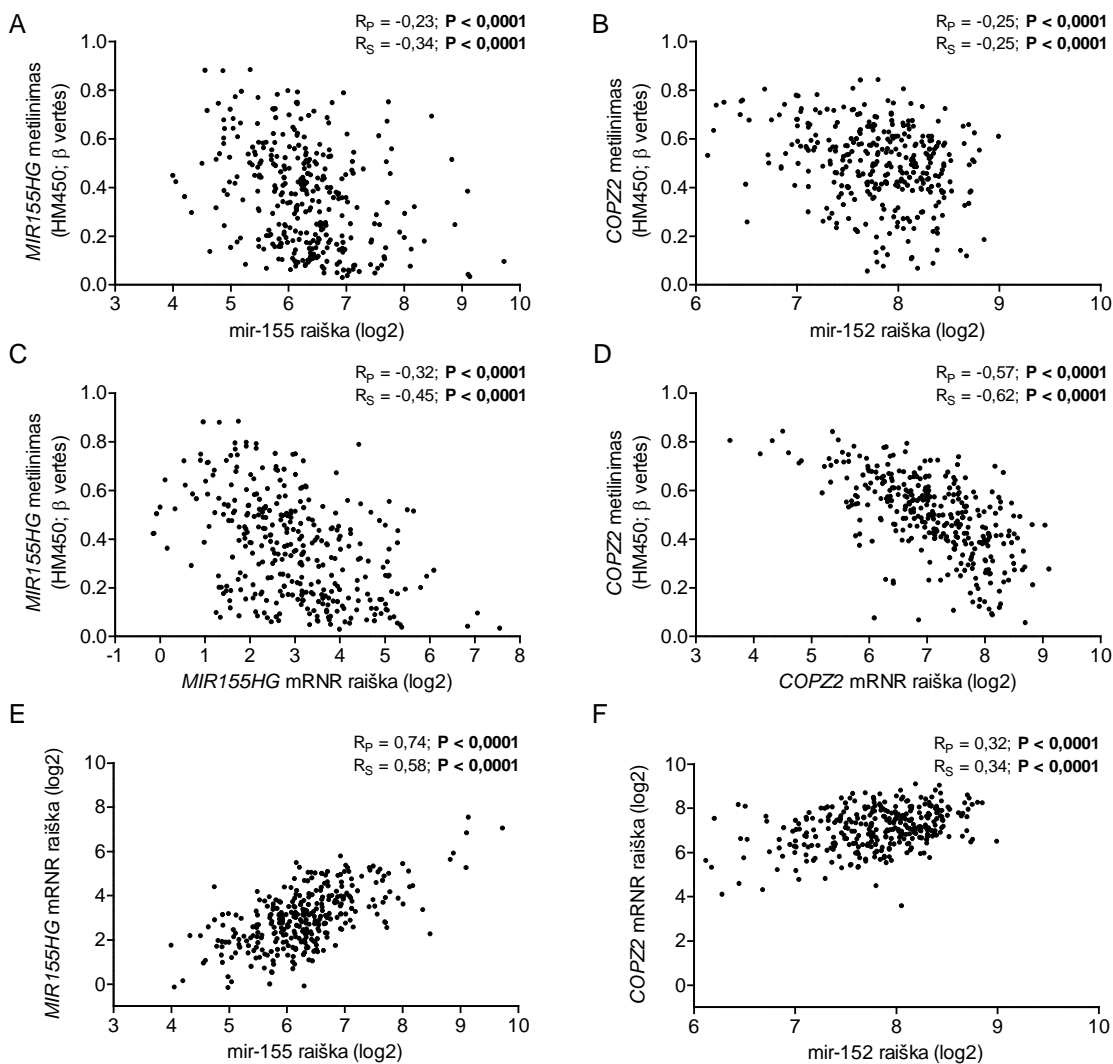 A
R_P = -0,23; P < 0,0001
R_S = -0,34; P < 0,0001
MIR155HG metilinimas
(HM450; β vertės)
1.0
0.8
0.6
0.4
0.2
0.0
3 4 5 6 7 8 9 10
mir-155 raiška (log2)
B
R_P = -0,25; P < 0,0001
R_S = -0,25; P < 0,0001
COPZ2 metilinimas
(HM450; β vertės)
1.0
0.8
0.6
0.4
0.2
0.0
6 7 8 9 10
mir-152 raiška (log2)
C
R_P = -0,32; P < 0,0001
R_S = -0,45; P < 0,0001
MIR155HG metilinimas
(HM450; β vertės)
1.0
0.8
0.6
0.4
0.2
0.0
-1 0 1 2 3 4 5 6 7 8
MIR155HG mRNR raiška (log2)
D
R_P = -0,57; P < 0,0001
R_S = -0,62; P < 0,0001
COPZ2 metilinimas
(HM450; β vertės)
1.0
0.8
0.6
0.4
0.2
0.0
3 4 5 6 7 8 9 10
COPZ2 mRNR raiška (log2)
E
R_P = 0,74; P < 0,0001
R_S = 0,58; P < 0,0001
MIR155HG mRNR raiška (log2)
10
8
6
4
2
0
3 4 5 6 7 8 9 10
mir-155 raiška (log2)
F
R_P = 0,32; P < 0,0001
R_S = 0,34; P < 0,0001
COPZ2 mRNR raiška (log2)
10
8
6
4
2
0
6 7 8 9 10
mir-152 raiška (log2)